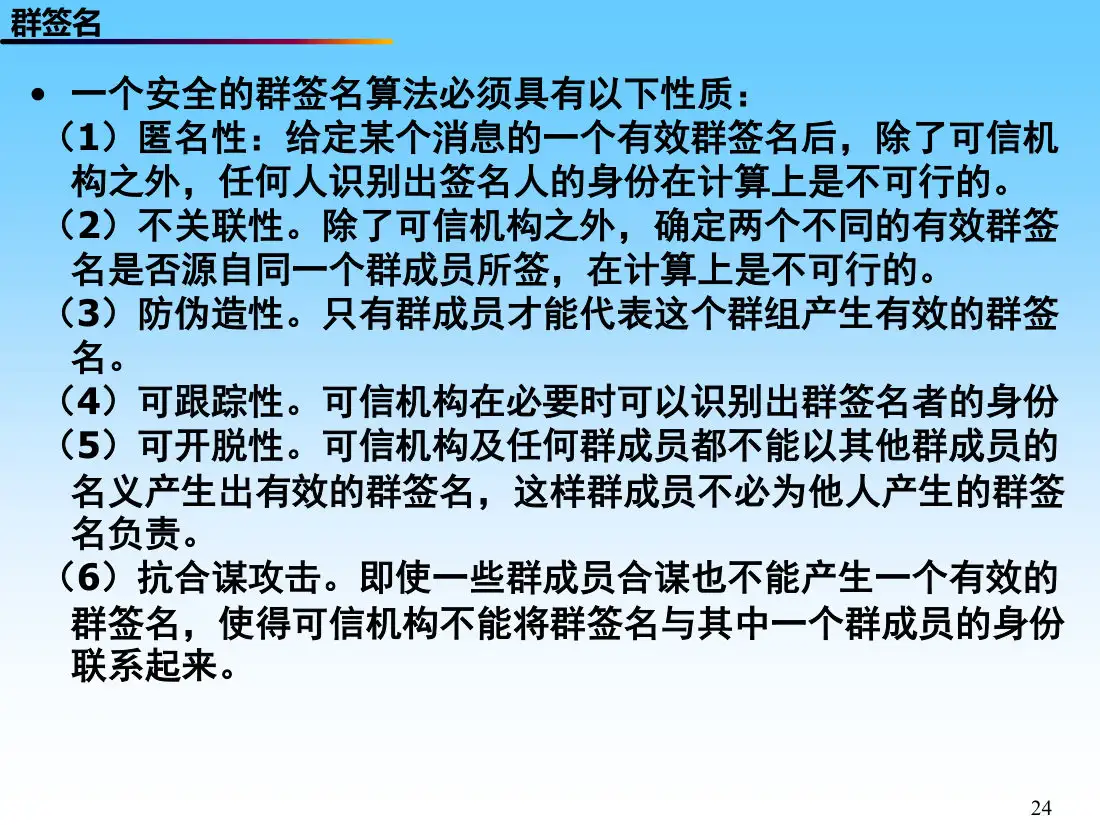 群签名
• 一个安全的群签名算法必须具有以下性质：
（1）匿名性：给定某个消息的一个有效群签名后，除了可信机
构之外，任何人识别出签名人的身份在计算上是不可行的。
（2）不关联性。除了可信机构之外，确定两个不同的有效群签
名是否源自同一个群成员所签，在计算上是不可行的。
（3）防伪造性。只有群成员才能代表这个群组产生有效的群签
名。
（4）可跟踪性。可信机构在必要时可以识别出群签名者的身份
（5）可开脱性。可信机构及任何群成员都不能以其他群成员的
名义产生出有效的群签名，这样群成员不必为他人产生的群签
名负责。
（6）抗合谋攻击。即使一些群成员合谋也不能产生一个有效的
群签名，使得可信机构不能将群签名与其中一个群成员的身份
联系起来。
24